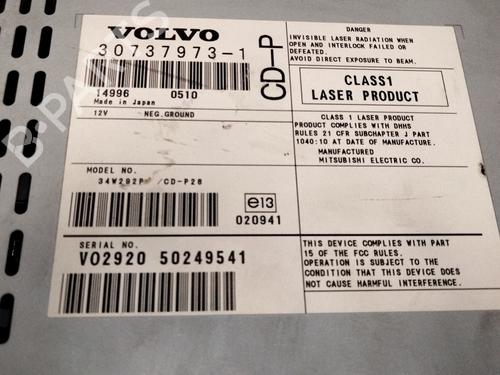 VOLVO
30737973-1
14996 0510
Made in Japan
12V NEG.GROUND
CD-P
MODEL NO.
34W292P /CD-P28
e13
020941
SERIAL NO.
VO2920 50249541
DANGER
INVISIBLE LASER RADIATION WHEN
OPEN AND INTERLOCK FAILED OR
DEFEATED.
AVOID DIRECT EXPOSURE TO BEAM.
CLASS1
LASER PRODUCT
CLASS 1 LASER PRODUCT
PRODUCT COMPLIES WITH DHHS
RULES 21 CFR SUBCHAPTER J PART
1040:10 AT DATE OF MANUFACTURE.
MANUFACTURED
MITSUBISHI ELECTRIC CO.
THIS DEVICE COMPLIES WITH PART
15 OF THE FCC RULES.
OPERATION IS SUBJECT TO THE
CONDITION THAT THIS DEVICE DOES
NOT CAUSE HARMFUL INTERFERENCE.
B-PARTS